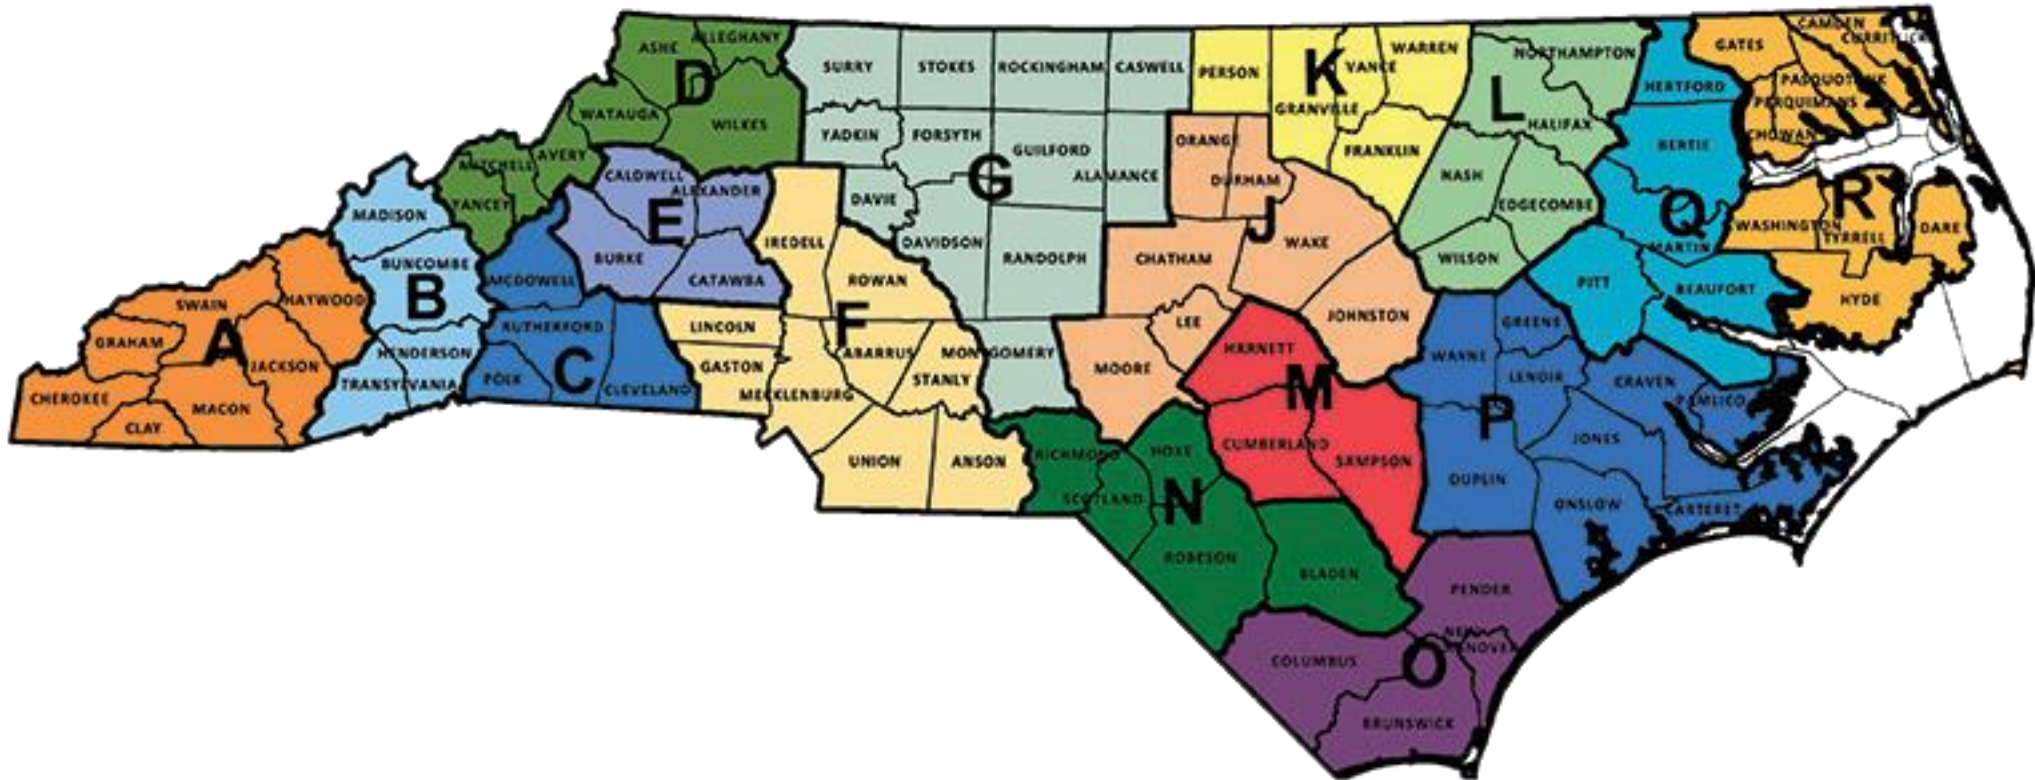 ASHE
ALLEGHANY
D
WATAUGA
WILKES
MITCHELL
AVERY
YANCEY
SURRY
STOKES
ROCKINGHAM
CASWELL
YADKIN
FORSYTH
GUILFORD
ALAMANCE
G
DAVIE
DAVIDSON
RANDOLPH
MONTGOMERY
PERSON
K
VANCE
WARREN
GRANVILLE
FRANKLIN
NORTHAMPTON
L
HALIFAX
NASH
EDGECOMBE
WILSON
HERTFORD
BERTIE
Q
MARTIN
PITT
BEAUFORT
GATES
CAMDEN
CURRITUCK
PASQUOTANK
PERQUIMANS
CHOWAN
R
WASHINGTON
TYRRELL
DARE
HYDE
ORANGE
DURHAM
J
WAKE
CHATHAM
LEE
JOHNSTON
MOORE
CALDWELL
ALEXANDER
E
BURKE
CATAWBA
MADISON
BUNCOMBE
B
HENDERSON
TRANSYLVANIA
SWAIN
HAYWOOD
GRAHAM
A
JACKSON
CHEROKEE
MACON
CLAY
MCDOWELL
RUTHERFORD
C
POLK
CLEVELAND
IREDELL
ROWAN
LINCOLN
F
GASTON
CABARRUS
MECKLENBURG
STANLY
UNION
ANSON
HARNETT
M
CUMBERLAND
SAMPSON
RICHMOND
HOKE
SCOTLAND
N
ROBESON
BLADEN
GREENE
WAYNE
LENOIR
CRAVEN
PAMLICO
P
JONES
DUPLIN
ONSLOW
CARTERET
PENDER
NEW
HANOVER
O
COLUMBUS
BRUNSWICK